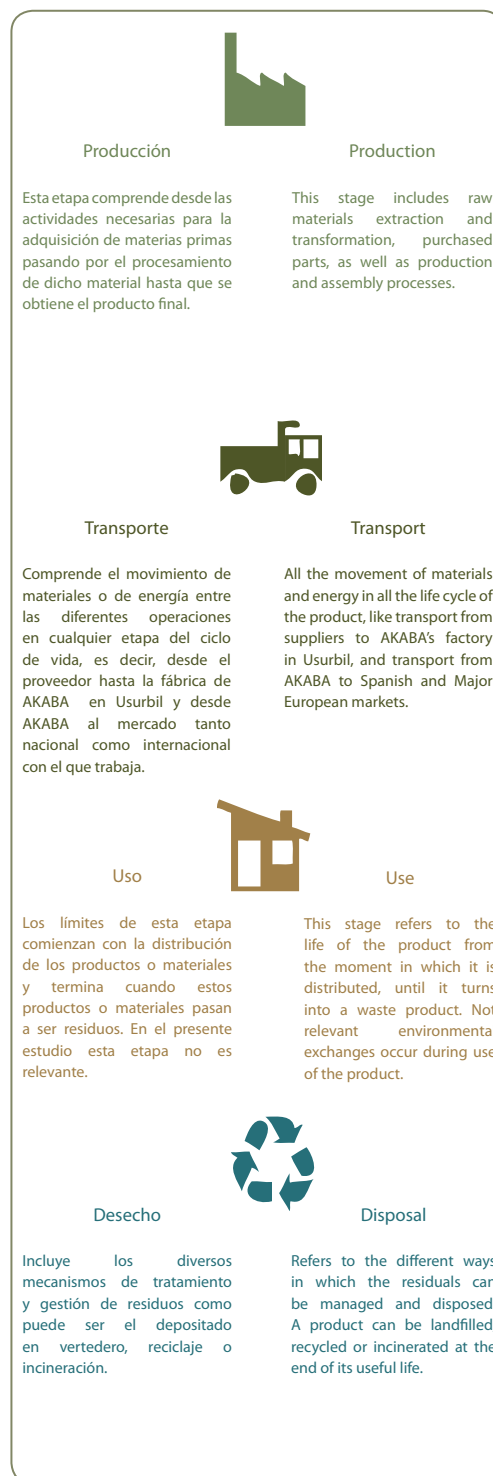 Producción
Esta etapa comprende desde las
actividades necesarias para la
adquisición de materias primas
pasando por el procesamiento
de dicho material hasta que se
obtiene el producto final.
Production
This stage includes raw
materials extraction and
transformation, purchased
parts, as well as production
and assembly processes.
Transporte
Comprende el movimiento de
materiales o de energía entre
las diferentes operaciones
en cualquier etapa del ciclo
de vida, es decir, desde el
proveedor hasta la fábrica de
AKABA en Usurbil y desde
AKABA al mercado tanto
nacional como internacional
con el que trabaja.
Transport
All the movement of materials
and energy in all the life cycle of
the product, like transport from
suppliers to AKABA's factory
in Usurbil, and transport from
AKABA to Spanish and Major
European markets.
Uso
Los límites de esta etapa
comienzan con la distribución
de los productos o materiales
y termina cuando estos
productos o materiales pasan
a ser residuos. En el presente
estudio esta etapa no es
relevante.
Use
This stage refers to the
life of the product from
the moment in which it is
distributed, until it turns
into a waste product. Not
relevant environmenta
exchanges occur during use
of the product.
Desecho
Incluye los diversos
mecanismos de tratamiento
y gestión de residuos como
puede ser el depositado
en vertedero, reciclaje o
incineración.
Disposal
Refers to the different ways
in which the residuals can
be managed and disposed
A product can be landfilled
recycled or incinerated at the
end of its useful life.